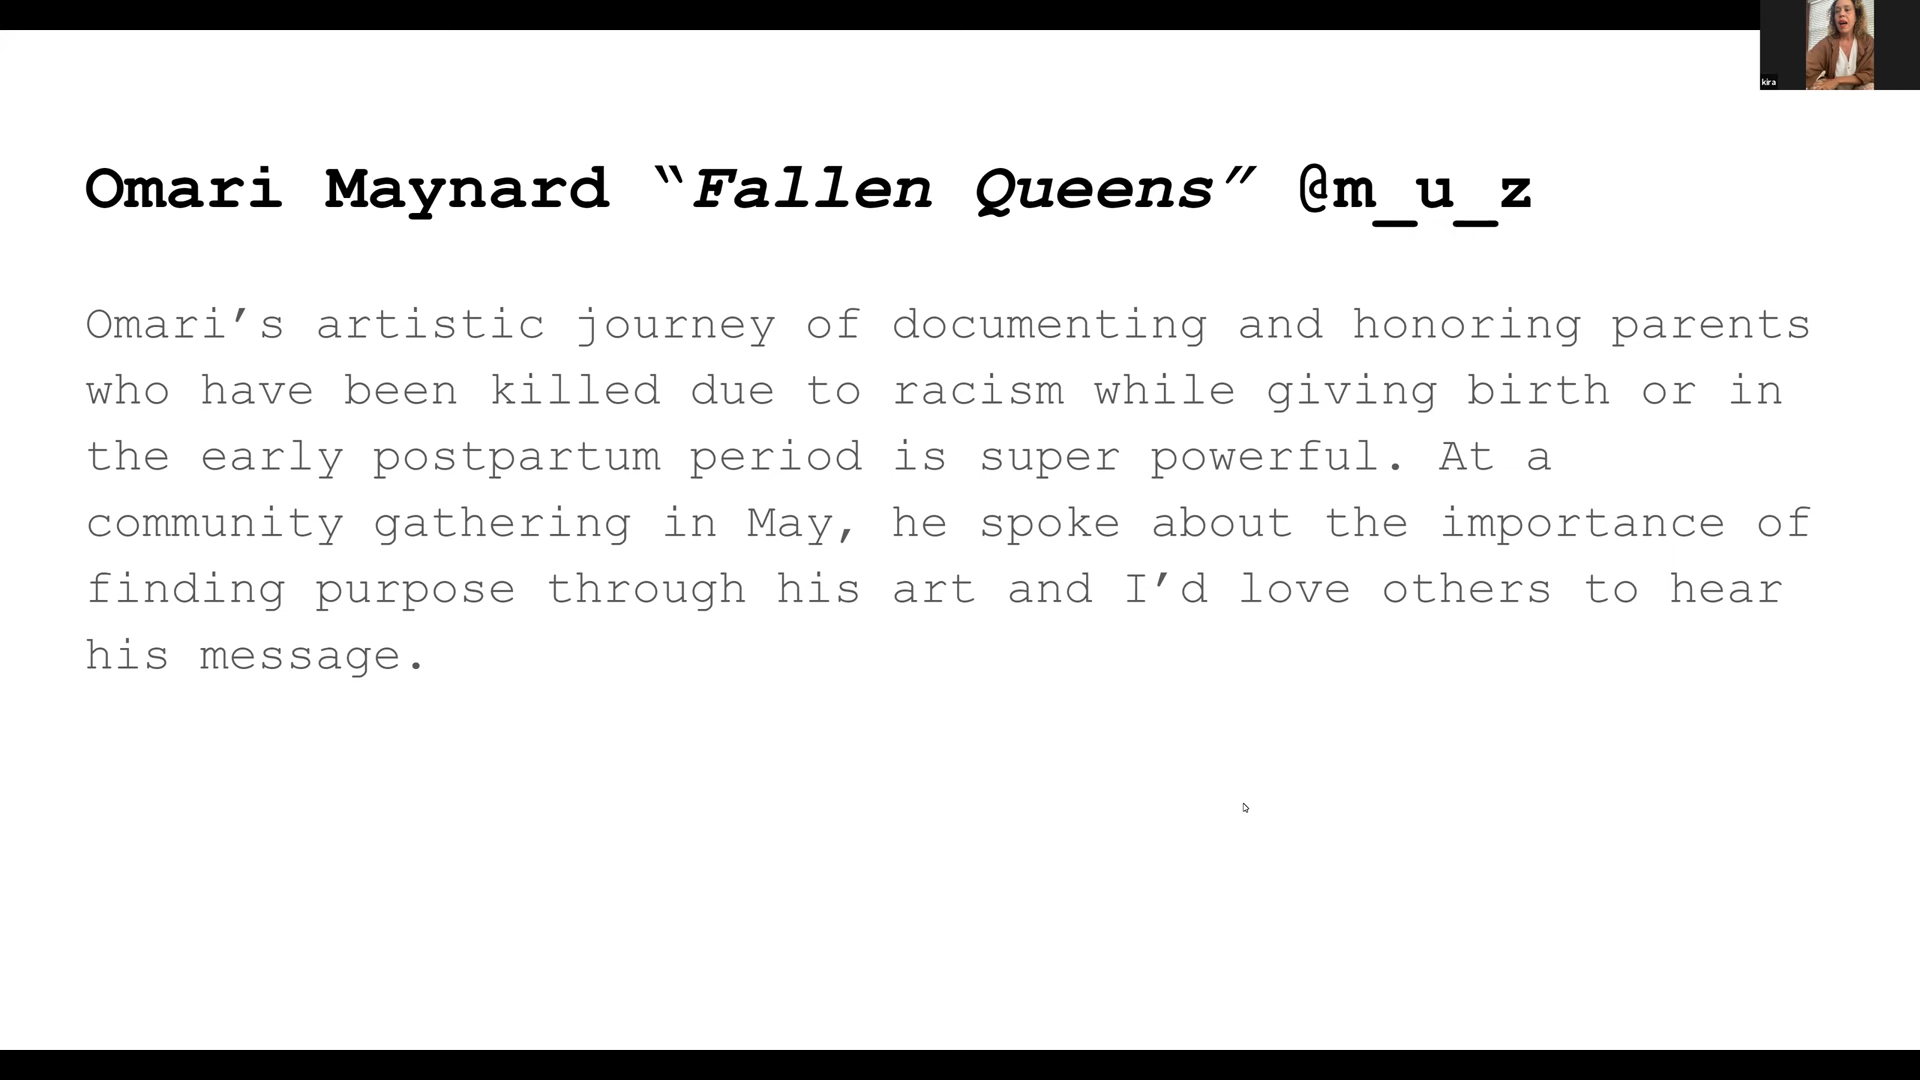 kira
Omari Maynard “Fallen Queens” @m_u_z
Omari’s artistic journey of documenting and honoring parents
who have been killed due to racism while giving birth or in
the early postpartum period is super powerful. At a
community gathering in May, he spoke about the importance of
finding purpose through his art and I’d love others to hear
his message.